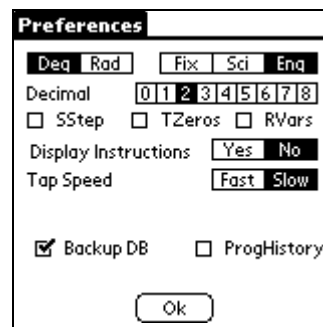 Preferences
Deg Rad Fix Sci Eng
Decimal 0 1 2 3 4 5 6 7 8
SStep TZeros RVars
Display Instructions Yes No
Tap Speed Fast Slow
Backup DB ProgHistory
Ok